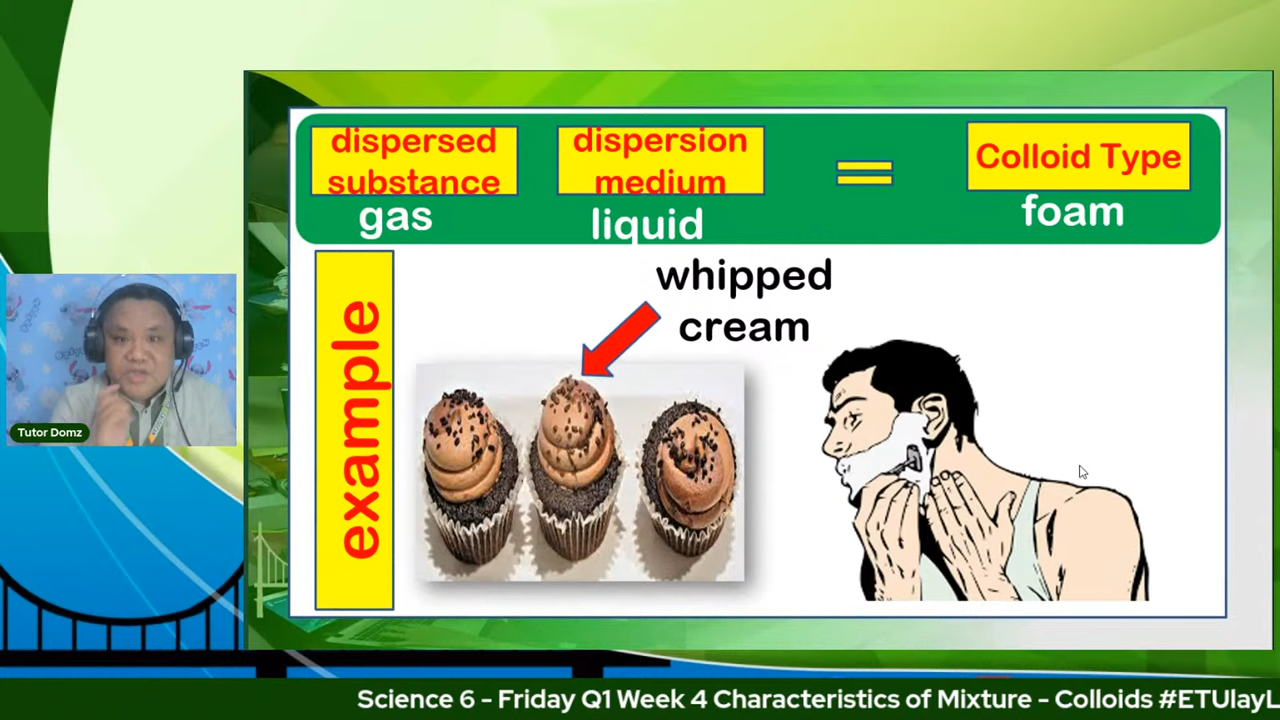 dispersed
substance
gas
dispersion
medium
liquid
=
Colloid Type
foam
example
whipped
cream
Tutor Domz
Science 6 - Friday Q1 Week 4 Characteristics of Mixture - Colloids #ETUlayL